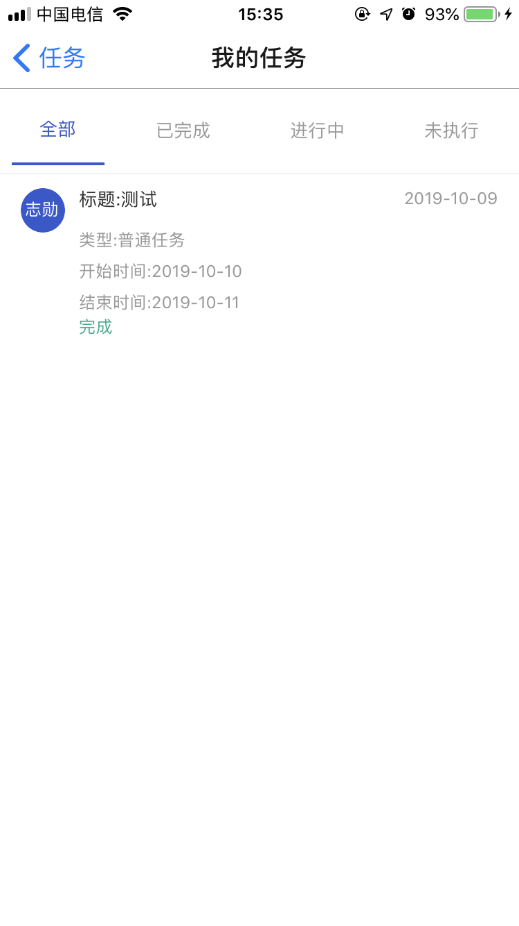 中国电信 15:35 93%
任务 我的任务
全部 已完成 进行中 未执行
志勋 标题:测试 2019-10-09
类型:普通任务
开始时间:2019-10-10
结束时间:2019-10-11
完成